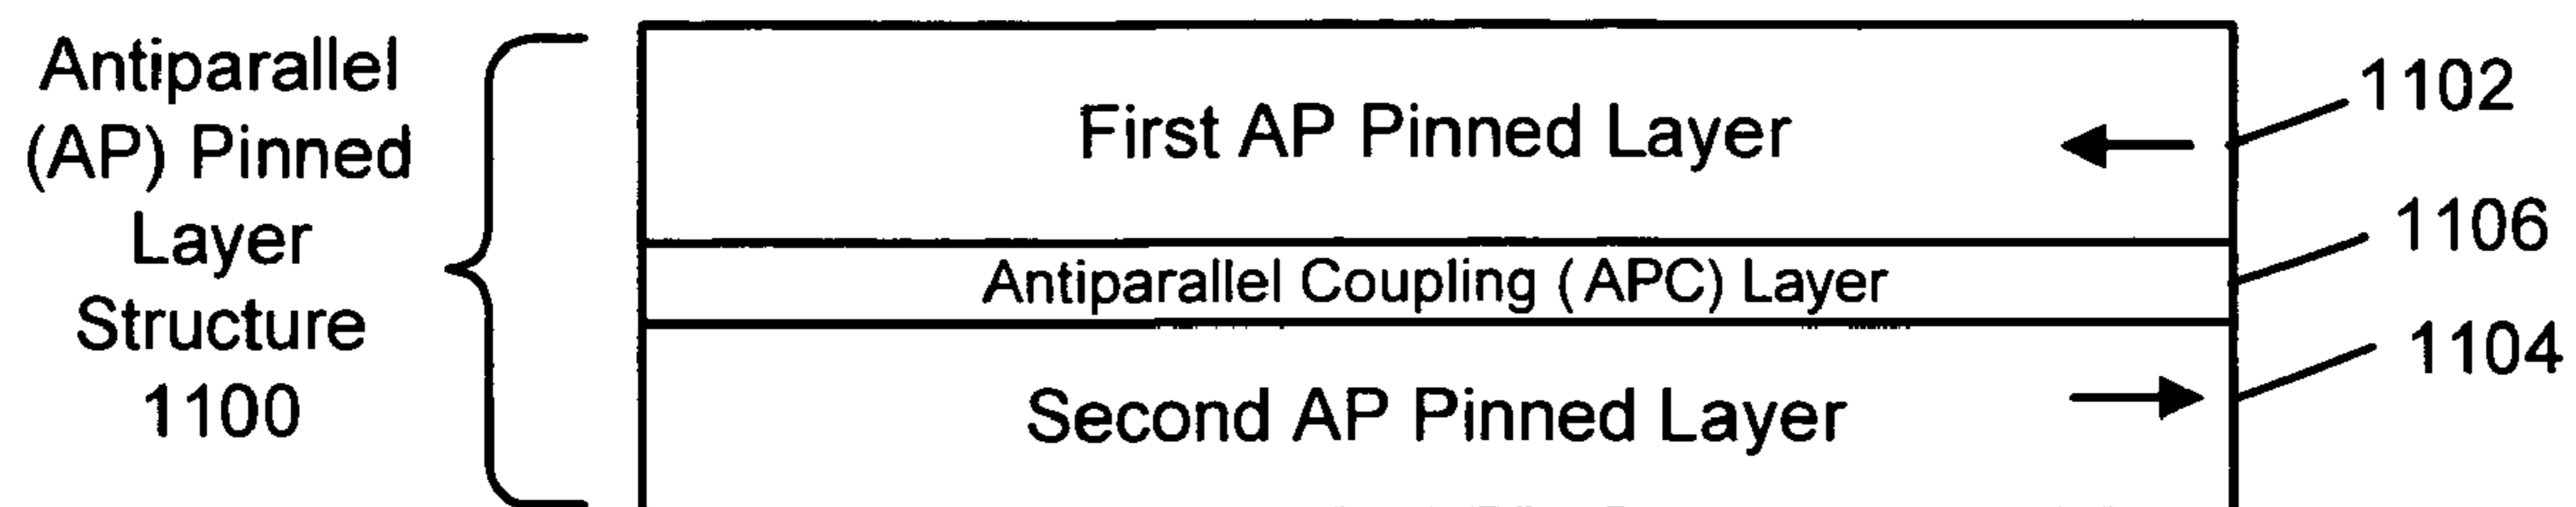 Antiparallel
(AP) Pinned
Layer
Structure
1100
First AP Pinned Layer
1102
Antiparallel Coupling (APC) Layer
1106
Second AP Pinned Layer
1104